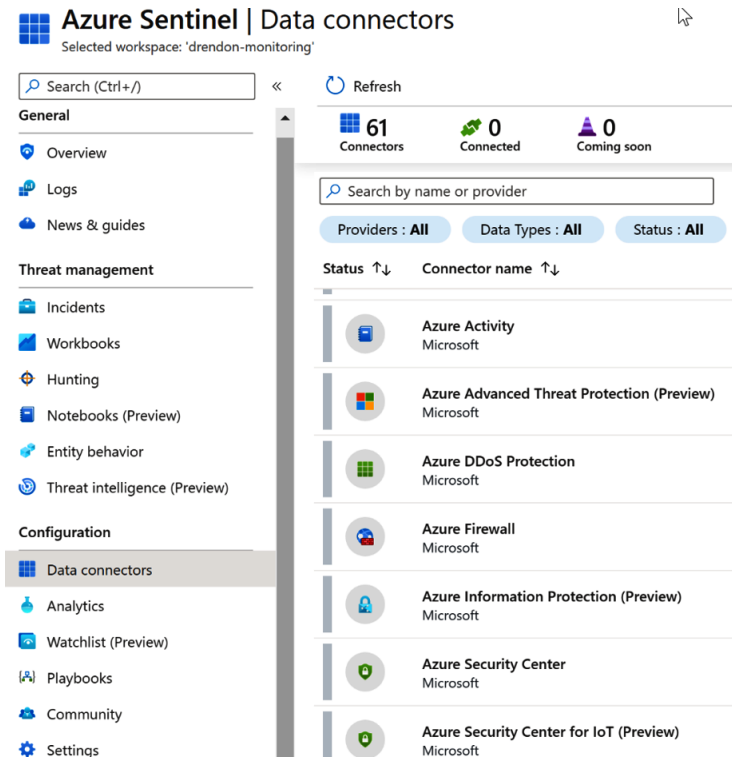 Azure Sentinel | Data connectors
Selected workspace: 'drendon-monitoring'
Search (Ctrl+/)
«
General
Overview
Logs
News & guides
Threat management
Incidents
Workbooks
Hunting
Notebooks (Preview)
Entity behavior
Threat intelligence (Preview)
Configuration
Data connectors
Analytics
Watchlist (Preview)
Playbooks
Community
Settings
Refresh
61
Connectors
0
Connected
0
Coming soon
Search by name or provider
Providers : All
Data Types : All
Status : All
Status ↑↓
Connector name ↑↓
Azure Activity
Microsoft
Azure Advanced Threat Protection (Preview)
Microsoft
Azure DDoS Protection
Microsoft
Azure Firewall
Microsoft
Azure Information Protection (Preview)
Microsoft
Azure Security Center
Microsoft
Azure Security Center for IoT (Preview)
Microsoft